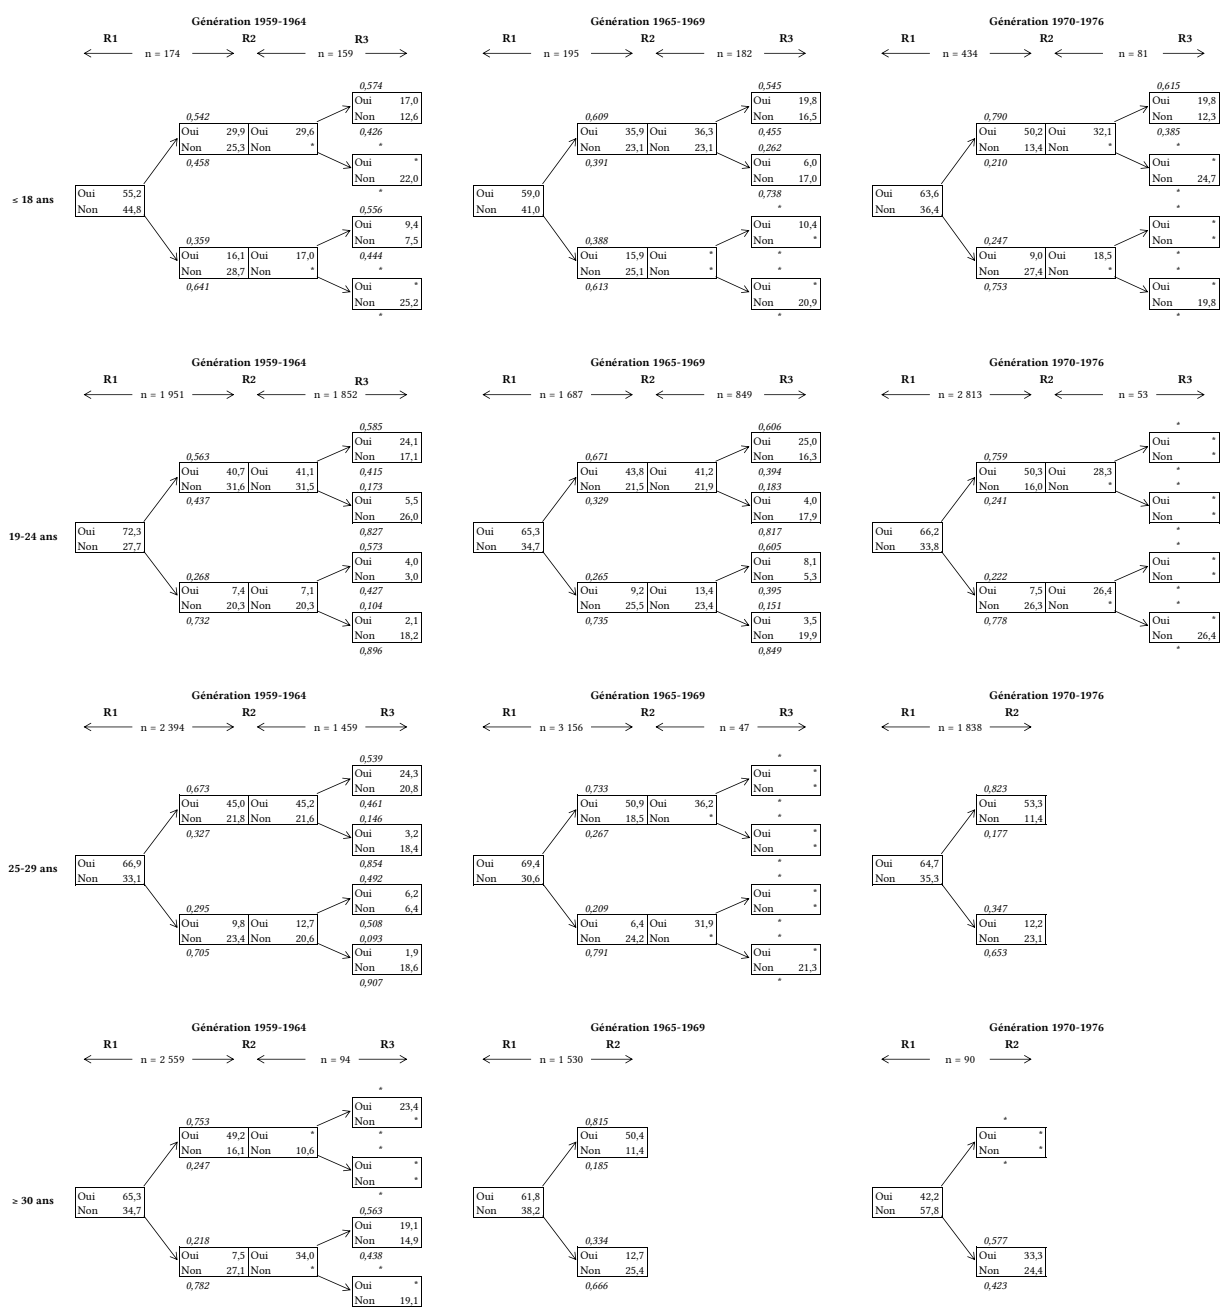 Génération 1959-1964
R1 R2 R3
n = 174 n = 159
0,574
Oui 17,0
Non 12,6
0,542
Oui 29,9 Oui 29,6
Non 25,3 Non *
0,426
*
0,458
Oui *
Non 22,0
*
≤ 18 ans
Oui 55,2
Non 44,8
0,556
Oui 9,4
Non 7,5
0,359
Oui 16,1 Oui 17,0
Non 28,7 Non *
0,444
*
0,641
Oui *
Non 25,2
*
Génération 1965-1969
R1 R2 R3
n = 195 n = 182
0,545
Oui 19,8
Non 16,5
0,609
Oui 35,9 Oui 36,3
Non 23,1 Non 23,1
0,455
0,262
0,391
Oui 6,0
Non 17,0
0,738
Oui 59,0
Non 41,0
*
Oui 10,4
Non *
0,388
Oui 15,9 Oui *
Non 25,1 Non *
*
*
0,613
Oui *
Non 20,9
*
Génération 1970-1976
R1 R2 R3
n = 434 n = 81
0,615
Oui 19,8
Non 12,3
0,790
Oui 50,2 Oui 32,1
Non 13,4 Non *
0,385
*
0,210
Oui *
Non 24,7
*
Oui 63,6
Non 36,4
*
Oui *
Non *
0,247
Oui 9,0 Oui 18,5
Non 27,4 Non *
*
*
0,753
Oui *
Non 19,8
*
Génération 1959-1964
R1 R2 R3
n = 1 951 n = 1 852
0,585
Oui 24,1
Non 17,1
0,563
Oui 40,7 Oui 41,1
Non 31,6 Non 31,5
0,415
0,173
0,437
Oui 5,5
Non 26,0
0,827
19-24 ans
Oui 72,3
Non 27,7
0,573
Oui 4,0
Non 3,0
0,268
Oui 7,4 Oui 7,1
Non 20,3 Non 20,3
0,427
0,104
0,732
Oui 2,1
Non 18,2
0,896
Génération 1965-1969
R1 R2 R3
n = 1 687 n = 849
0,606
Oui 25,0
Non 16,3
0,671
Oui 43,8 Oui 41,2
Non 21,5 Non 21,9
0,394
0,183
0,329
Oui 4,0
Non 17,9
0,817
Oui 65,3
Non 34,7
0,605
Oui 8,1
Non 5,3
0,265
Oui 9,2 Oui 13,4
Non 25,5 Non 23,4
0,395
0,151
0,735
Oui 3,5
Non 19,9
0,849
Génération 1970-1976
R1 R2 R3
n = 2 813 n = 53
*
Oui *
Non *
0,759
Oui 50,3 Oui 28,3
Non 16,0 Non *
*
*
0,241
Oui *
Non *
*
Oui 66,2
Non 33,8
*
Oui *
Non *
0,222
Oui 7,5 Oui 26,4
Non 26,3 Non *
*
*
0,778
Oui *
Non 26,4
*
Génération 1959-1964
R1 R2 R3
n = 2 394 n = 1 459
0,539
Oui 24,3
Non 20,8
0,673
Oui 45,0 Oui 45,2
Non 21,8 Non 21,6
0,461
0,146
0,327
Oui 3,2
Non 18,4
0,854
25-29 ans
Oui 66,9
Non 33,1
0,492
Oui 6,2
Non 6,4
0,295
Oui 9,8 Oui 12,7
Non 23,4 Non 20,6
0,508
0,093
0,705
Oui 1,9
Non 18,6
0,907
Génération 1965-1969
R1 R2 R3
n = 3 156 n = 47
*
Oui *
Non *
0,733
Oui 50,9 Oui 36,2
Non 18,5 Non *
*
*
0,267
Oui *
Non *
*
Oui 69,4
Non 30,6
*
Oui *
Non *
0,209
Oui 6,4 Oui 31,9
Non 24,2 Non *
*
*
0,791
Oui *
Non 21,3
*
Génération 1970-1976
R1 R2
n = 1 838
0,823
Oui 53,3
Non 11,4
0,177
Oui 64,7
Non 35,3
0,347
Oui 12,2
Non 23,1
0,653
Génération 1959-1964
R1 R2 R3
n = 2 559 n = 94
*
Oui 23,4
Non *
0,753
Oui 49,2 Oui *
Non 16,1 Non 10,6
*
*
0,247
Oui *
Non *
*
≥ 30 ans
Oui 65,3
Non 34,7
0,563
Oui 19,1
Non 14,9
0,218
Oui 7,5 Oui 34,0
Non 27,1 Non *
0,438
*
0,782
Oui *
Non 19,1
Génération 1965-1969
R1 R2
n = 1 530
0,815
Oui 50,4
Non 11,4
0,185
Oui 61,8
Non 38,2
0,334
Oui 12,7
Non 25,4
0,666
Génération 1970-1976
R1 R2
n = 90
*
Oui *
Non *
*
Oui 42,2
Non 57,8
0,577
Oui 33,3
Non 24,4
0,423